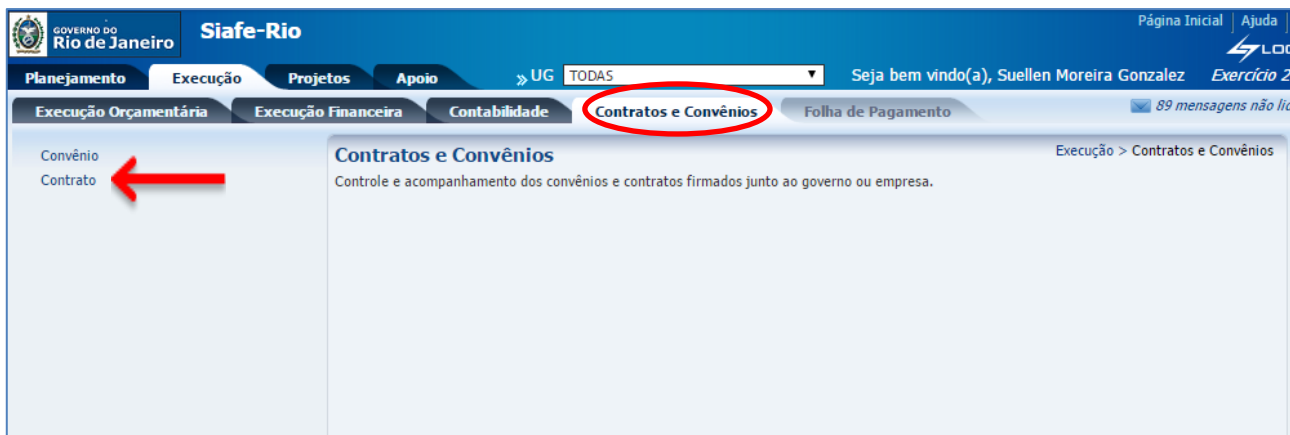 GOVERNO DO
Rio de Janeiro
Siafe-Rio
Página Inicial | Ajuda |
Planejamento Execução Projetos Apoio » UG TODAS Seja bem vindo(a), Suellen Moreira Gonzalez Exercício 2
Execução Orçamentária Execução Financeira Contabilidade Contratos e Convênios Folha de Pagamento 89 mensagens não
Convênio
Contrato
Contratos e Convênios
Execução > Contratos e Convênios
Controle e acompanhamento dos convênios e contratos firmados junto ao governo ou empresa.